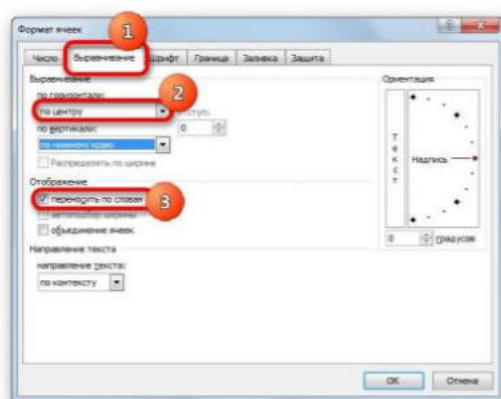 Формат ячеек
1
Число Выравнивание Шрифт Граница Заливка Защита
Выравнивание
по горизонтали:
по центру
2
отступ:
по вертикали:
0
по нижнему краю
Распределять по ширине
Отображение
переносить по словам
3
автоподбор ширины
объединение ячеек
Направление текста
направление текста:
по контексту
Ориентация
Текст
Надпись
0 градусов
ОК Отмена